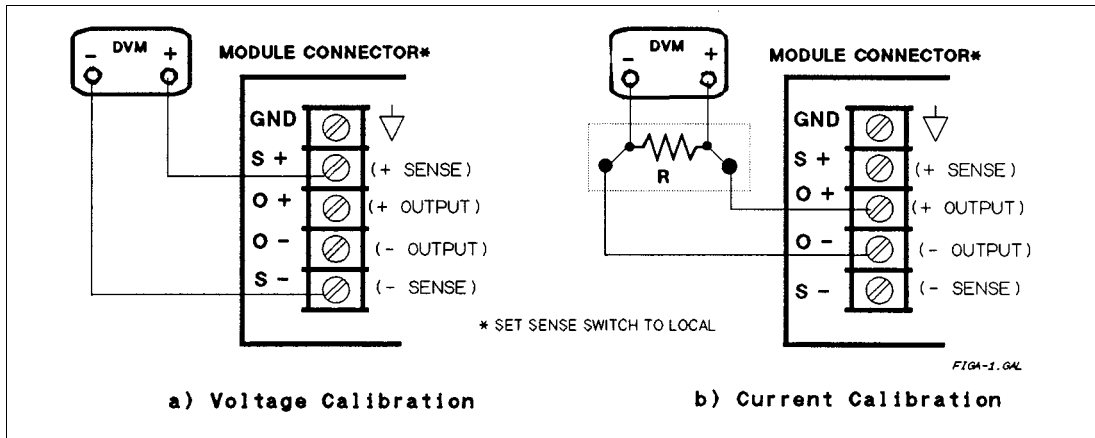 - DVM +
MODULE CONNECTOR*
GND
S +
(+ SENSE)
O +
(+ OUTPUT)
O -
(- OUTPUT)
S -
(- SENSE)
a) Voltage Calibration
* SET SENSE SWITCH TO LOCAL
- DVM +
R
MODULE CONNECTOR*
GND
S +
(+ SENSE)
O +
(+ OUTPUT)
O -
(- OUTPUT)
S -
(- SENSE)
FIGA-1.GAL
b) Current Calibration